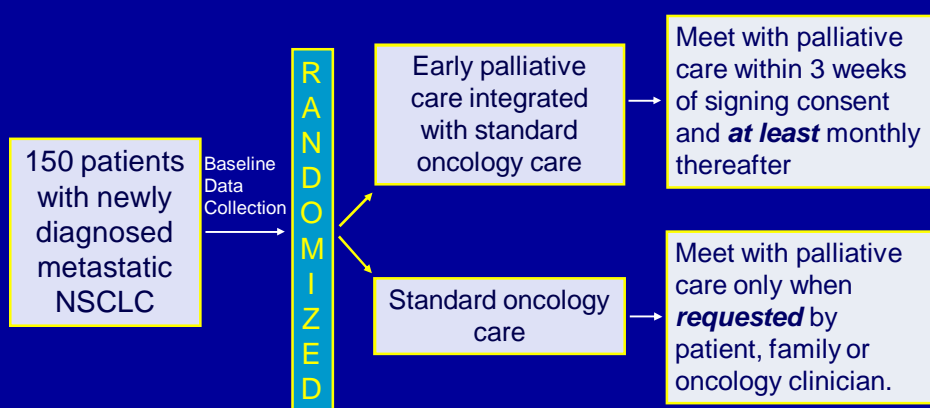 150 patients
with newly
diagnosed
metastatic
NSCLC
Baseline
Data
Collection
R
A
N
D
O
M
I
Z
E
D
Early palliative
care integrated
with standard
oncology care
Meet with palliative
care within 3 weeks
of signing consent
and at least monthly
thereafter
Standard oncology
care
Meet with palliative
care only when
requested by
patient, family or
oncology clinician.